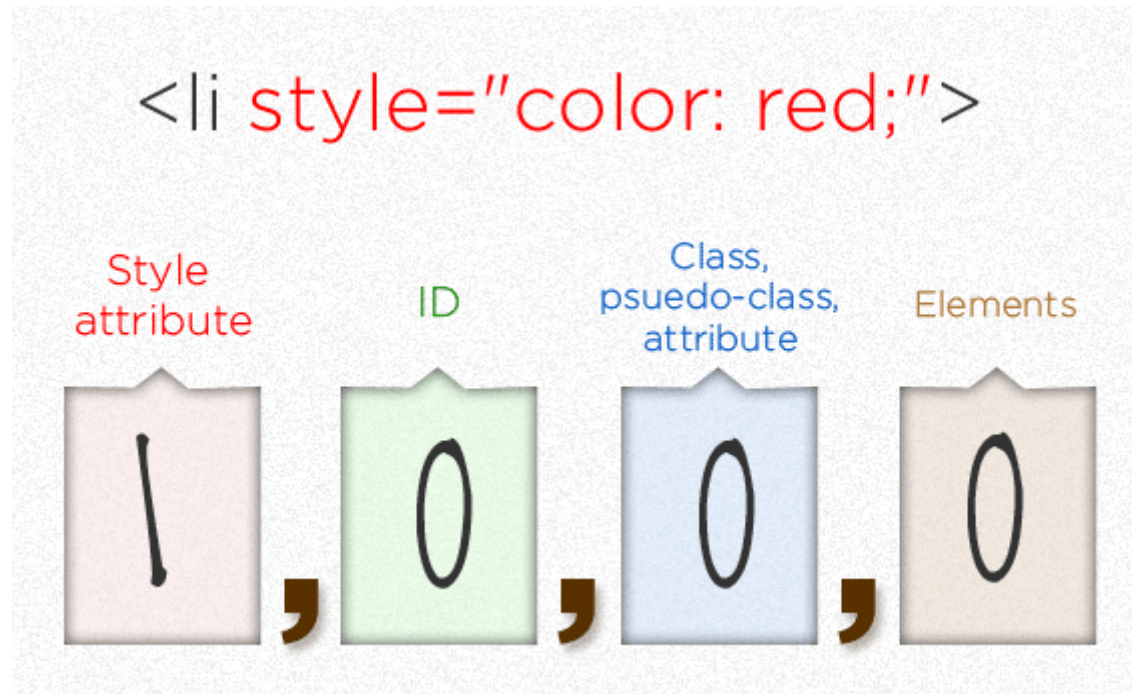 <li style="color: red;">
Style
attribute
ID
Class,
psuedo-class,
attribute
Elements
1 , 0 , 0 , 0